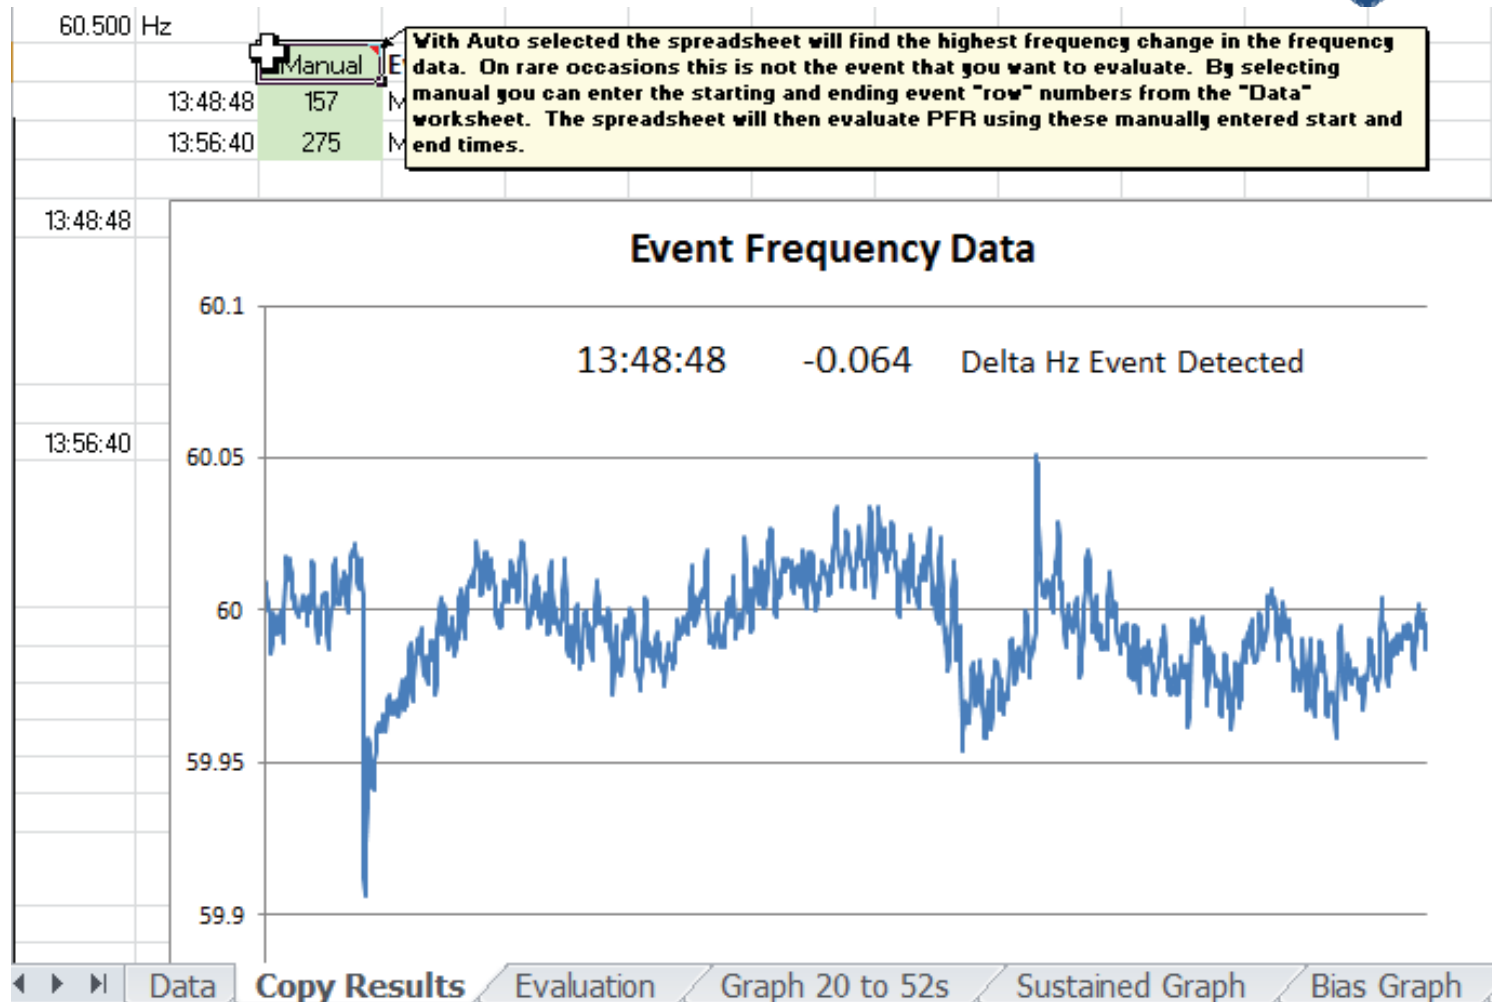 60.500 Hz
Manual E
With Auto selected the spreadsheet will find the highest frequency change in the frequency
data. On rare occasions this is not the event that you want to evaluate. By selecting
manual you can enter the starting and ending event "row" numbers from the "Data"
worksheet. The spreadsheet will then evaluate PFR using these manually entered start and
end times.
13:48:48 157 M
13:56:40 275 M
13:48:48
13:56:40
Event Frequency Data
13:48:48 -0.064 Delta Hz Event Detected
60.1
60.05
60
59.95
59.9
Data Copy Results Evaluation Graph 20 to 52s Sustained Graph Bias Graph